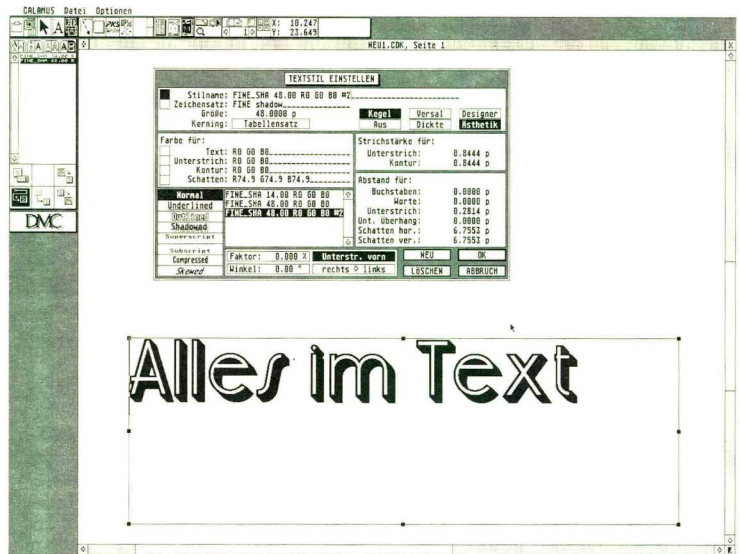 CALAMUS Datei Optionen
PKS
X: 10.247
1 Y: 23.649
NEU1.CDK, Seite 1
FINE_SHA 48.00 R
DMC
TEXTSTIL EINSTELLEN
Stilname: FINE_SHA 48.00 R0 G0 B0 #2
Zeichensatz: FINE shadow
Größe: 48.0000 p
Kerning: Tabellensatz
Kegel Versal Designer
Aus Dickte Ästhetik
Farbe für:
Text: R0 G0 B0
Unterstrich: R0 G0 B0
Kontur: R0 G0 B0
Schatten: R74.9 G74.9 B74.9
Strichstärke für:
Unterstrich: 0.8444 p
Kontur: 0.8444 p
Abstand für:
Buchstaben: 0.0000 p
Worte: 0.0000 p
Unterstrich: 0.2814 p
Unt. Überhang: 0.0000 p
Schatten hor.: 6.7553 p
Schatten ver.: 6.7553 p
Normal
Underlined
Outlined
Shadowed
Superscript
Subscript
Compressed
Skewed
FINE_SHA 14.00 R0 G0 B0
FINE_SHA 48.00 R0 G0 B0
FINE_SHA 48.00 R0 G0 B0 #2
Faktor: 0.000 % Unterstr. vorn
Winkel: 0.00 ° rechts links
NEU OK
LÖSCHEN ABBRUCH
Alles im Text